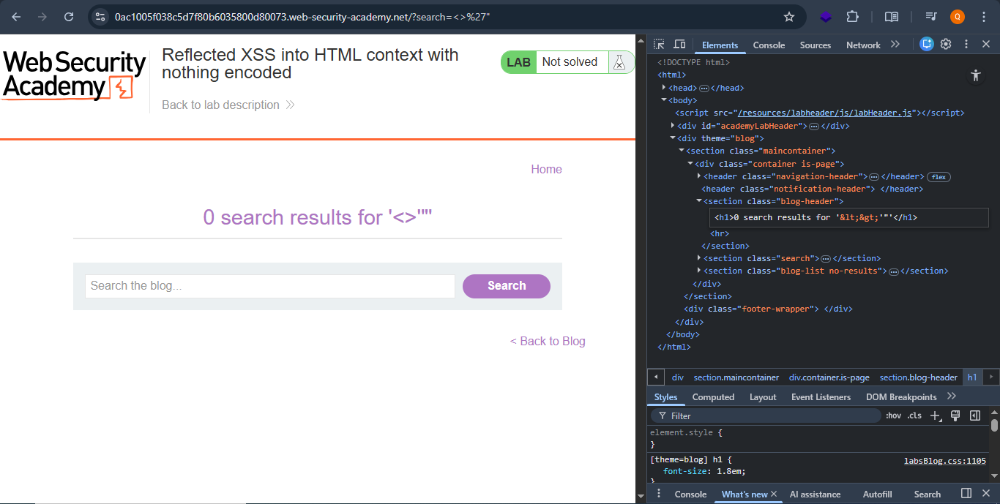 0ac1005f038c5d7f80b6035800d80073.web-security-academy.net/?search=<>%27“
Q
Web Security
Academy
Reflected XSS into HTML context with
nothing encoded
Back to lab description
LAB Not solved
Home
0 search results for '<>'"'
Search the blog...
Search
< Back to Blog
Elements Console Sources Network
<!DOCTYPE html>
<html>
<head>…</head>
<body>
<script src="/resources/labheader/js/labHeader.js"></script>
<div id="academyLabHeader">…</div>
<div theme="blog">
<section class="maincontainer">
<div class="container is-page">
<header class="navigation-header">…</header> flex
<header class="notification-header"> </header>
<section class="blog-header">
<h1>0 search results for '&lt;&gt;'"'</h1>
<hr>
</section>
<section class="search">…</section>
<section class="blog-list no-results">…</section>
</div>
</section>
<div class="footer-wrapper"> </div>
</div>
</body>
</html>
div section.maincontainer div.container.is-page section.blog-header h1
Styles Computed Layout Event Listeners DOM Breakpoints
Filter :hov .cls
element.style {
}
[theme=blog] h1 { labsBlog.css:1105
font-size: 1.8em;
}
Console What's new AI assistance Autofill Search